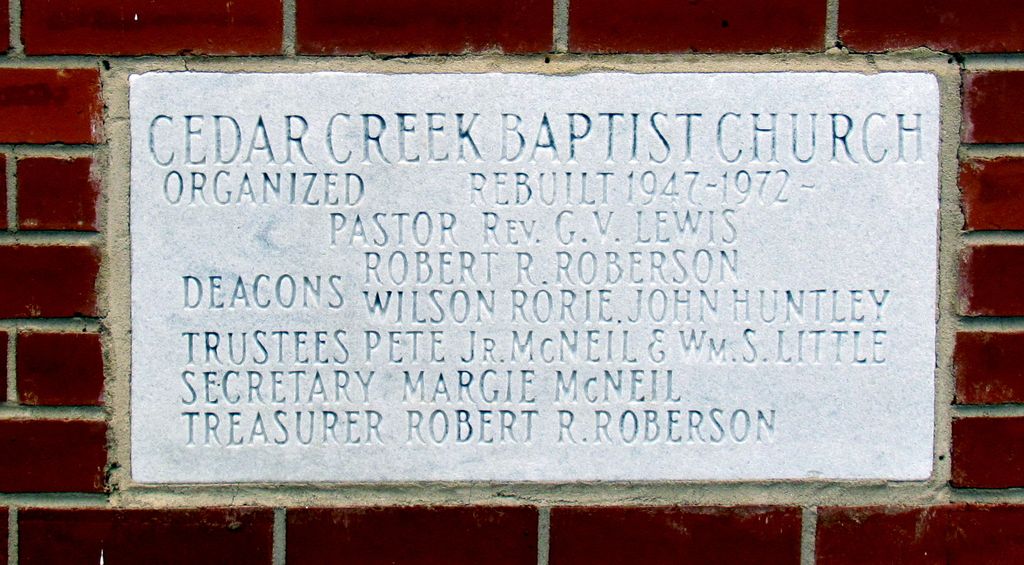 CEDAR CREEK BAPTIST CHURCH
ORGANIZED REBUILT 1947-1972-
PASTOR REV. G. V. LEWIS
ROBERT R. ROBERSON
DEACONS WILSON RORIE. JOHN HUNTLEY
TRUSTEES PETE JR. MCNEIL & WM. S. LITTLE
SECRETARY MARGIE MCNEIL
TREASURER ROBERT R. ROBERSON